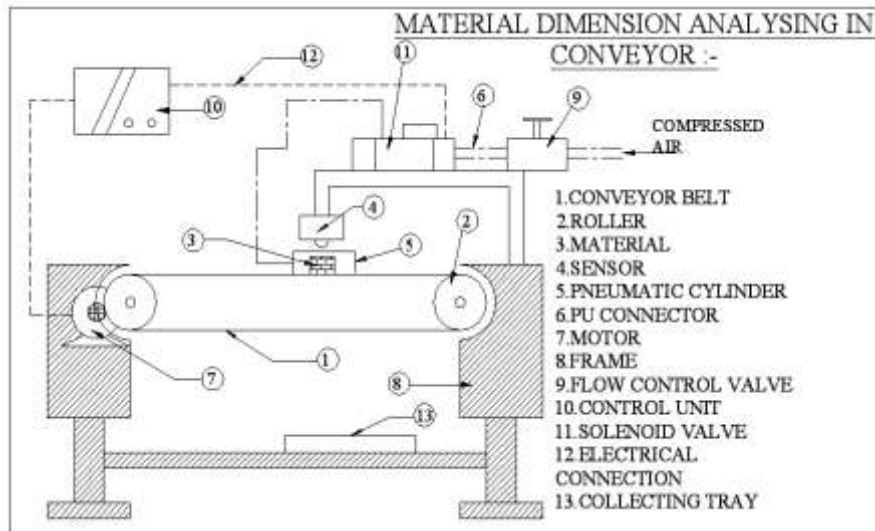 MATERIAL DIMENSION ANALYSING IN
CONVEYOR :-
12
11
10
6
9
COMPRESSED
AIR
4
2
3
5
1
7
8
13
1.CONVEYOR BELT
2.ROLLER
3.MATERIAL
4.SENSOR
5.PNEUMATIC CYLINDER
6.PU CONNECTOR
7.MOTOR
8.FRAME
9.FLOW CONTROL VALVE
10.CONTROL UNIT
11.SOLENOID VALVE
12.ELECTRICAL
CONNECTION
13.COLLECTING TRAY